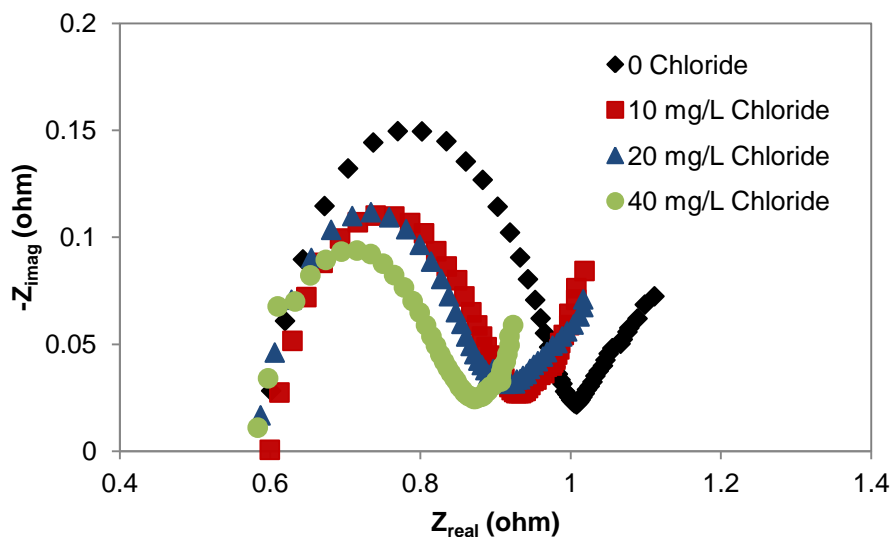 0.2
0.15
0.1
0.05
0
-Zimag (ohm)
0 Chloride
10 mg/L Chloride
20 mg/L Chloride
40 mg/L Chloride
0.4 0.6 0.8 1 1.2 1.4
Zreal (ohm)